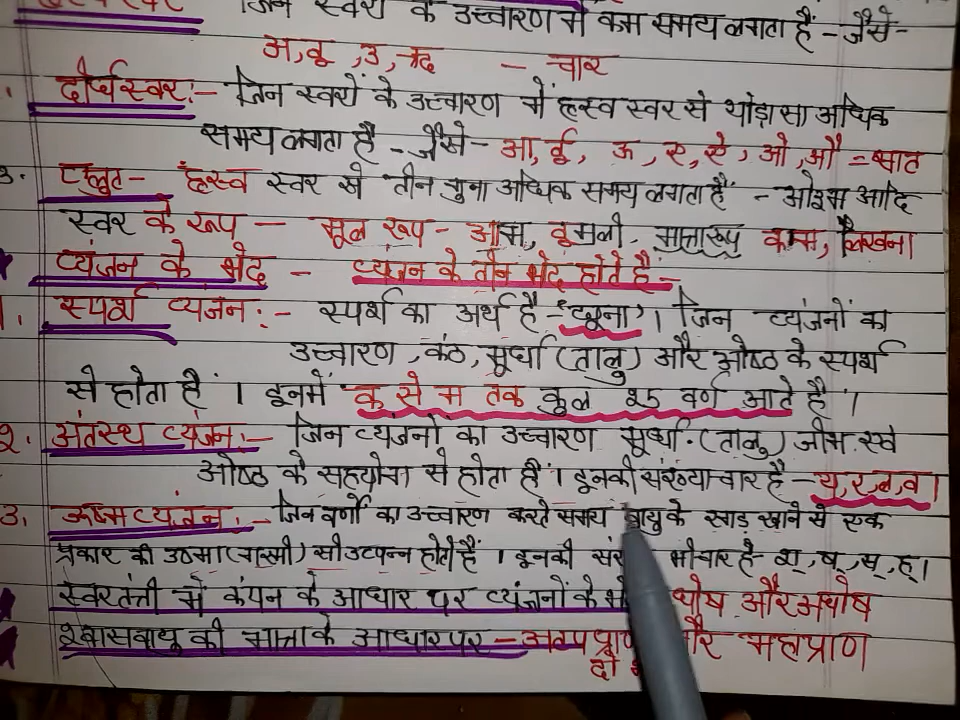 जिन स्वरों के उच्चारण में कम समय लगता है - जैसे-
अ, इ, उ, ऋ - चार
दीर्घस्वर:- जिन स्वरों के उच्चारण में ह्रस्व स्वर से थोड़ा सा अधिक
समय लगता है - जैसे- आ, ई, ऊ, ए, ऐ, ओ, औ = सात
3. प्लुत- ह्रस्व स्वर से तीन गुना अधिक समय लगता है - ओइम आदि
स्वर के रूप - मूल रूप - आम, इमली. मात्रारूप काम, लिखना
व्यंजन के भेद - व्यंजन के तीन भेद होते है -
1. स्पर्श व्यंजन:- स्पर्श का अर्थ है-'छूना'। जिन व्यंजनों का
उच्चारण, कंठ, मूर्धा (तालु) और ओष्ठ के स्पर्श
से होता है । इनमें क से म तक कुल 25 वर्ण आते है ।
2. अंतस्थ व्यंजन:- जिन व्यंजनों का उच्चारण मूर्धा.(तालु) जीभ एवं
ओष्ठ के सहयोग से होता है । इनकी संख्या चार है - य, र, ल, व ।
3. ऊष्म व्यंजन:- जिन वर्णों का उच्चारण करते समय वायु के रगड़ खाने से एक
प्रकार की उष्मा (गरमी) सी उत्पन्न होते हैं । इनकी भी चार है- श्, ष्, स्, ह् ।
स्वरतंत्री में कंपन के आधार पर व्यंजनों के घोष और अघोष
श्वासवायु की मात्रा के आधार पर - अल्पप्राण और महाप्राण
दो